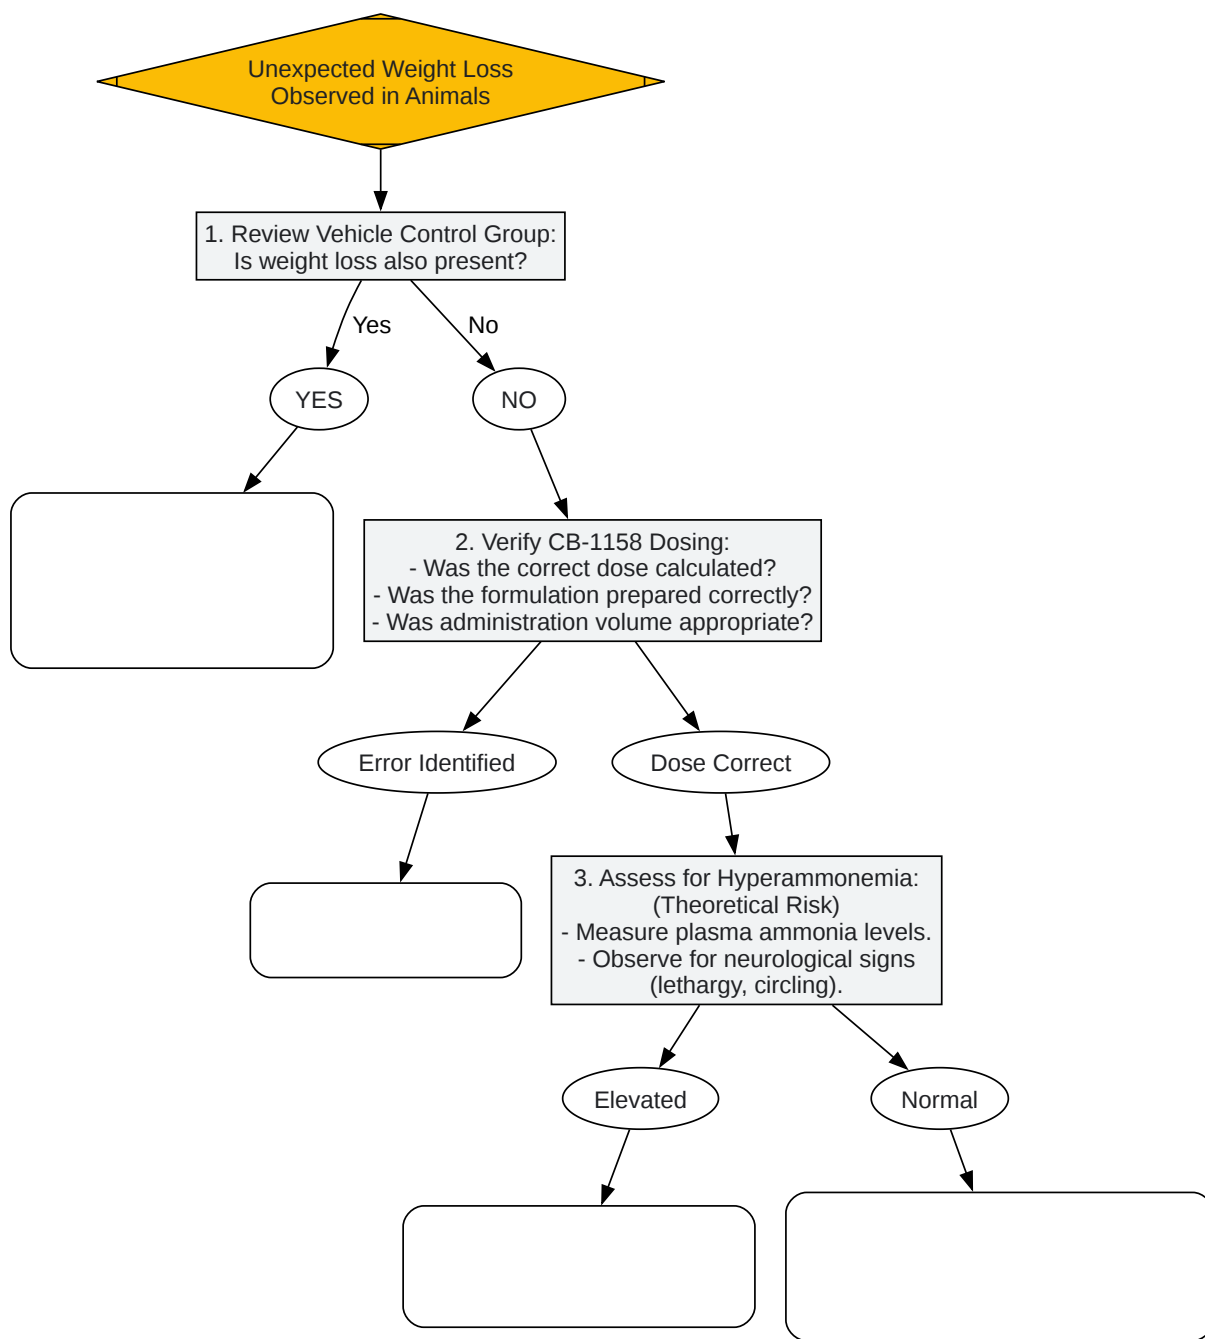 Unexpected Weight Loss
Observed in Animals
1. Review Vehicle Control Group:
Is weight loss also present?
Yes
No
YES
NO
2. Verify CB-1158 Dosing:
- Was the correct dose calculated?
- Was the formulation prepared correctly?
- Was administration volume appropriate?
Error Identified
Dose Correct
3. Assess for Hyperammonemia:
(Theoretical Risk)
- Measure plasma ammonia levels.
- Observe for neurological signs
(lethargy, circling).
Elevated
Normal